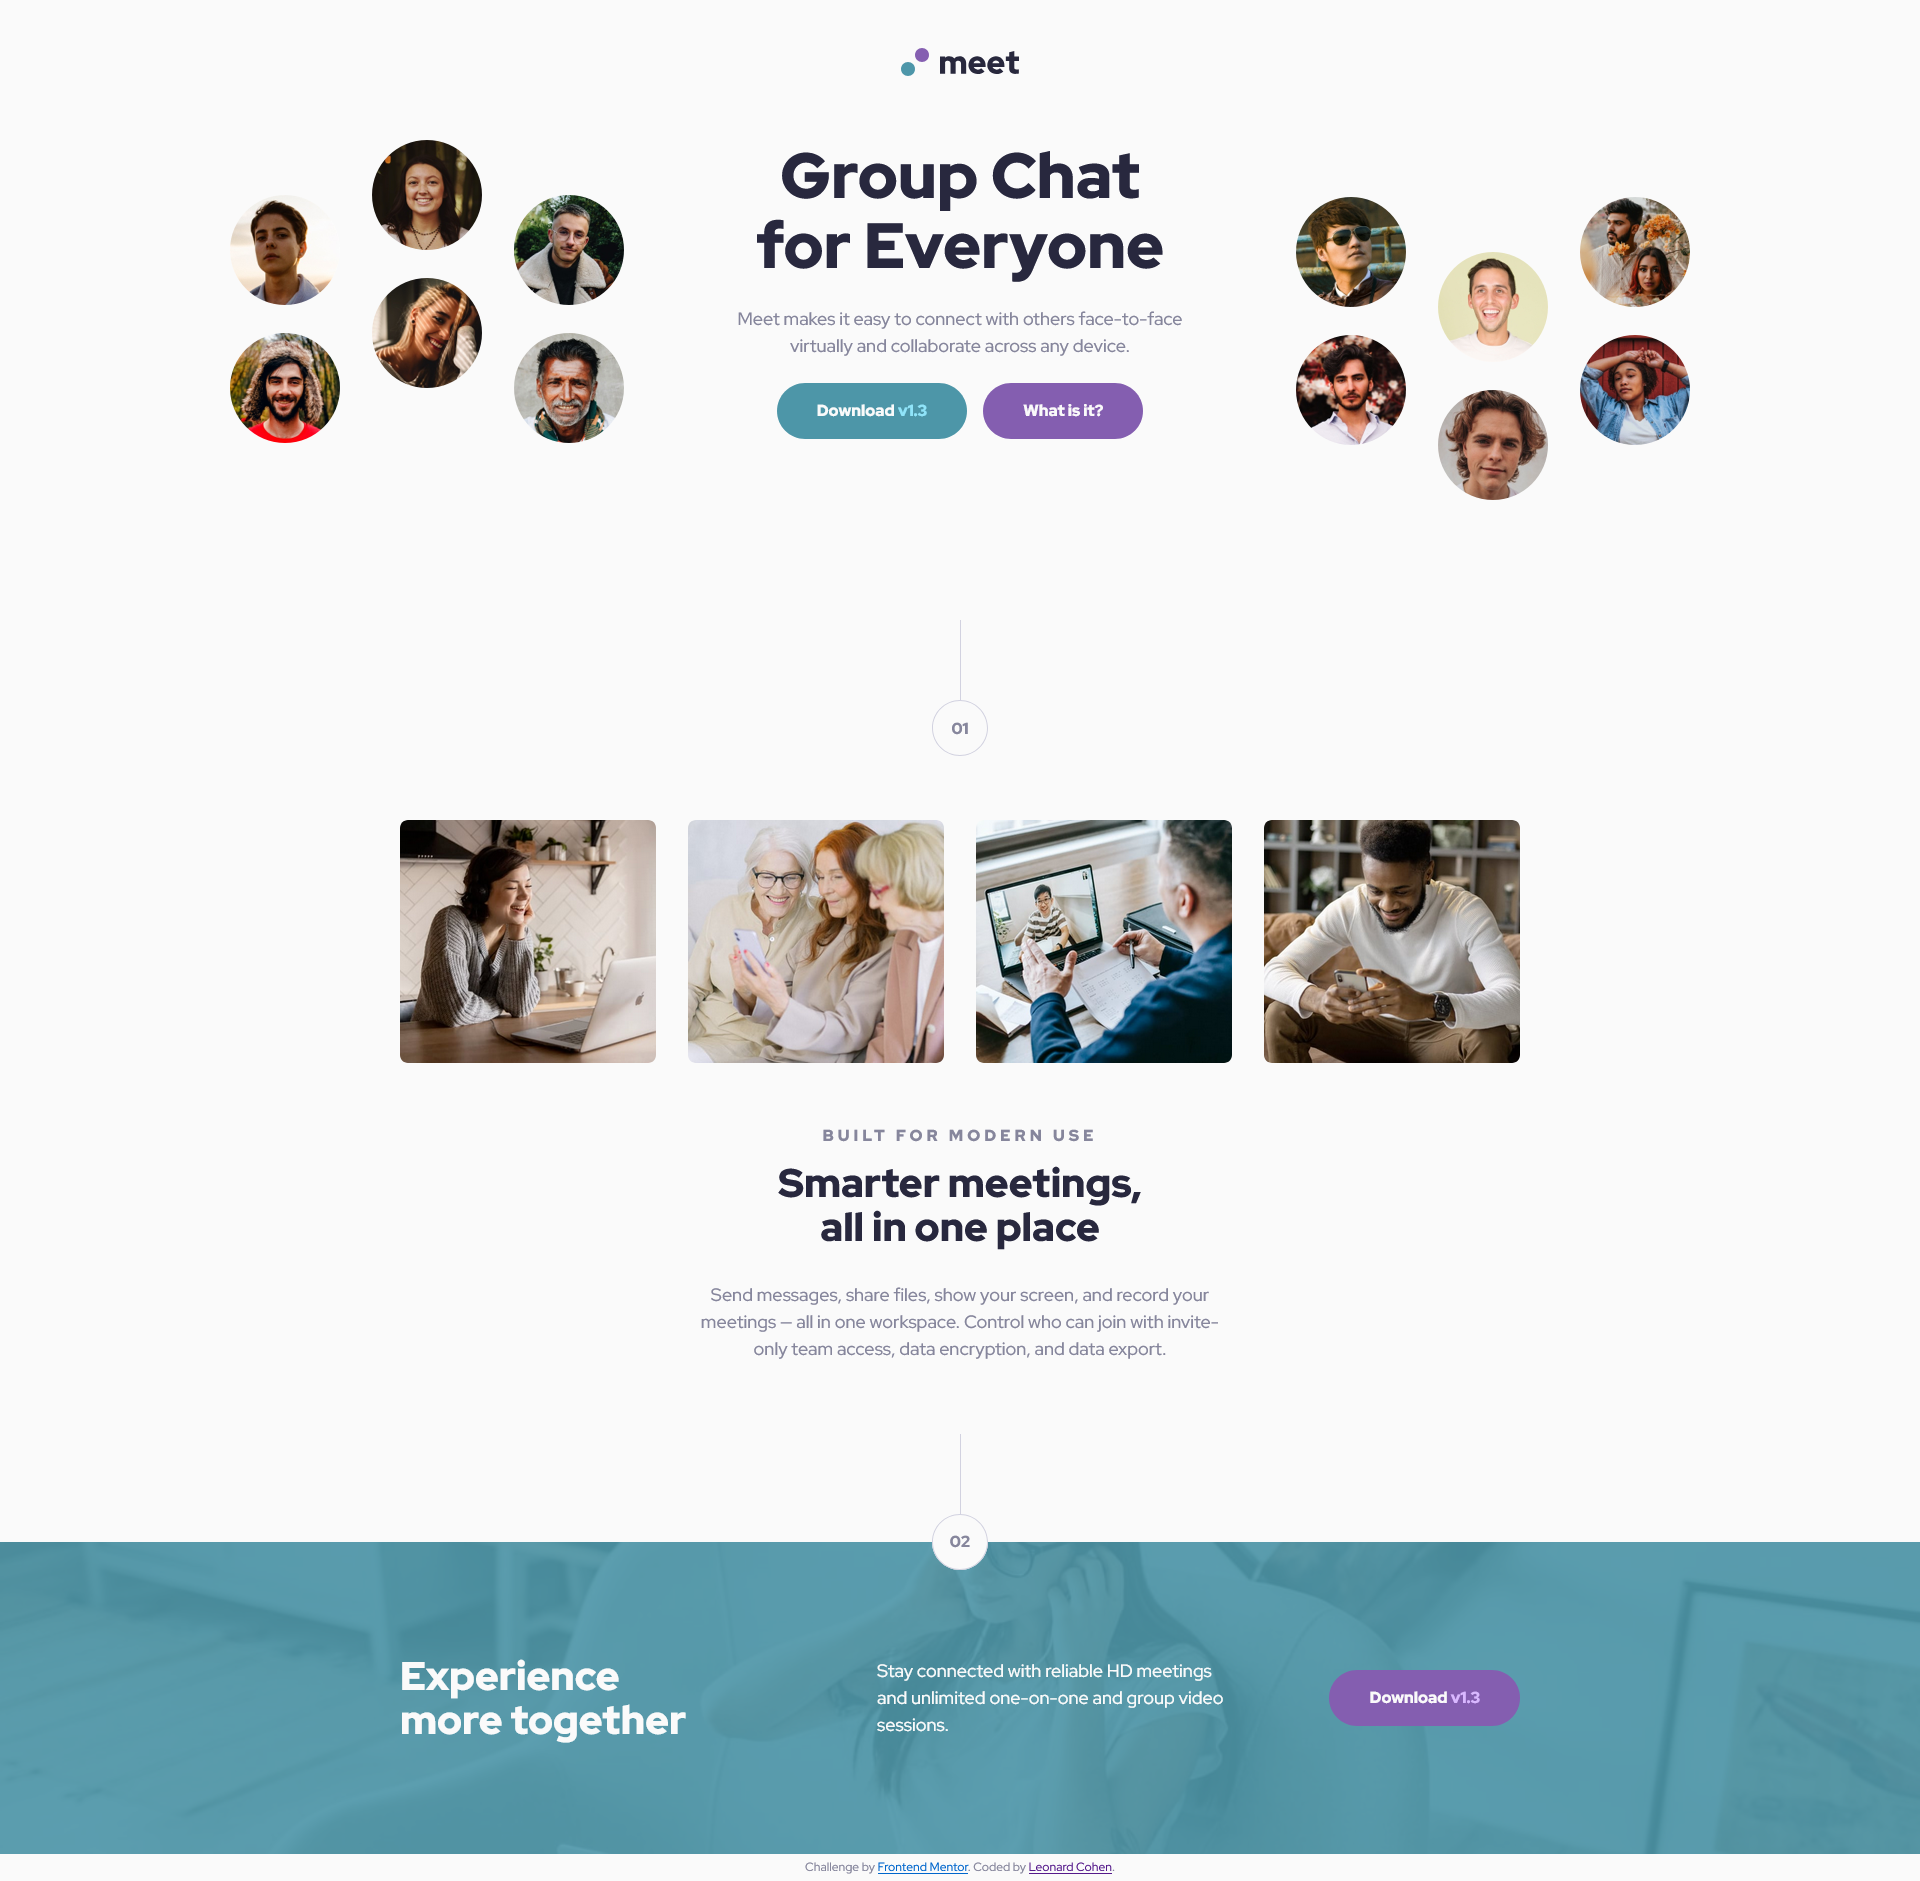 meet
Group Chat
for Everyone
Meet makes it easy to connect with others face-to-face
virtually and collaborate across any device.
Download v1.3
What is it?
01
BUILT FOR MODERN USE
Smarter meetings,
all in one place
Send messages, share files, show your screen, and record your
meetings — all in one workspace. Control who can join with invite-
only team access, data encryption, and data export.
02
Experience
more together
Stay connected with reliable HD meetings
and unlimited one-on-one and group video
sessions.
Download v1.3
Challenge by Frontend Mentor. Coded by Leonard Cohen.